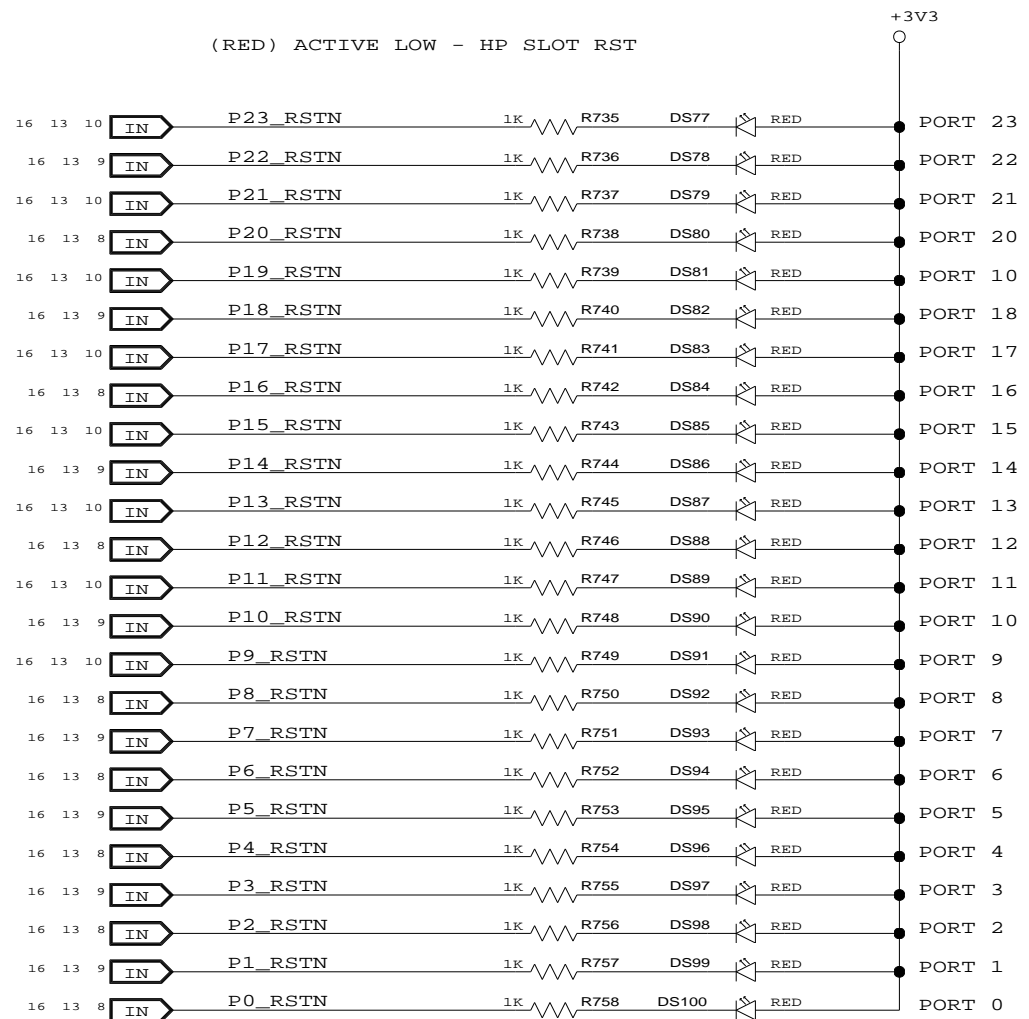 +3V3
(RED) ACTIVE LOW - HP SLOT RST
16 13 10 IN P23_RSTN 1K R735 DS77 RED PORT 23
16 13 9 IN P22_RSTN 1K R736 DS78 RED PORT 22
16 13 10 IN P21_RSTN 1K R737 DS79 RED PORT 21
16 13 8 IN P20_RSTN 1K R738 DS80 RED PORT 20
16 13 10 IN P19_RSTN 1K R739 DS81 RED PORT 10
16 13 9 IN P18_RSTN 1K R740 DS82 RED PORT 18
16 13 10 IN P17_RSTN 1K R741 DS83 RED PORT 17
16 13 8 IN P16_RSTN 1K R742 DS84 RED PORT 16
16 13 10 IN P15_RSTN 1K R743 DS85 RED PORT 15
16 13 9 IN P14_RSTN 1K R744 DS86 RED PORT 14
16 13 10 IN P13_RSTN 1K R745 DS87 RED PORT 13
16 13 8 IN P12_RSTN 1K R746 DS88 RED PORT 12
16 13 10 IN P11_RSTN 1K R747 DS89 RED PORT 11
16 13 9 IN P10_RSTN 1K R748 DS90 RED PORT 10
16 13 10 IN P9_RSTN 1K R749 DS91 RED PORT 9
16 13 8 IN P8_RSTN 1K R750 DS92 RED PORT 8
16 13 9 IN P7_RSTN 1K R751 DS93 RED PORT 7
16 13 8 IN P6_RSTN 1K R752 DS94 RED PORT 6
16 13 9 IN P5_RSTN 1K R753 DS95 RED PORT 5
16 13 8 IN P4_RSTN 1K R754 DS96 RED PORT 4
16 13 9 IN P3_RSTN 1K R755 DS97 RED PORT 3
16 13 8 IN P2_RSTN 1K R756 DS98 RED PORT 2
16 13 9 IN P1_RSTN 1K R757 DS99 RED PORT 1
16 13 8 IN P0_RSTN 1K R758 DS100 RED PORT 0